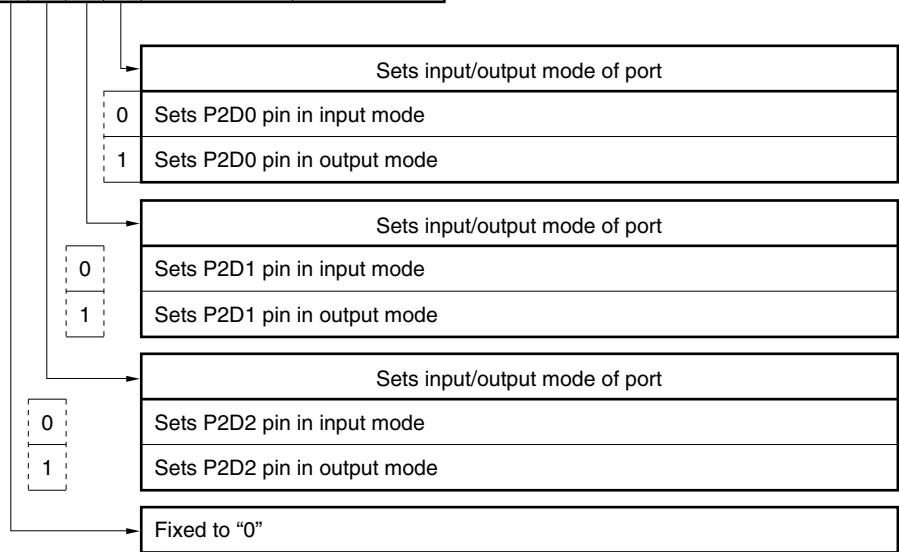 Sets input/output mode of port
0 Sets P2D0 pin in input mode
1 Sets P2D0 pin in output mode
Sets input/output mode of port
0 Sets P2D1 pin in input mode
1 Sets P2D1 pin in output mode
Sets input/output mode of port
0 Sets P2D2 pin in input mode
1 Sets P2D2 pin in output mode
Fixed to “0”